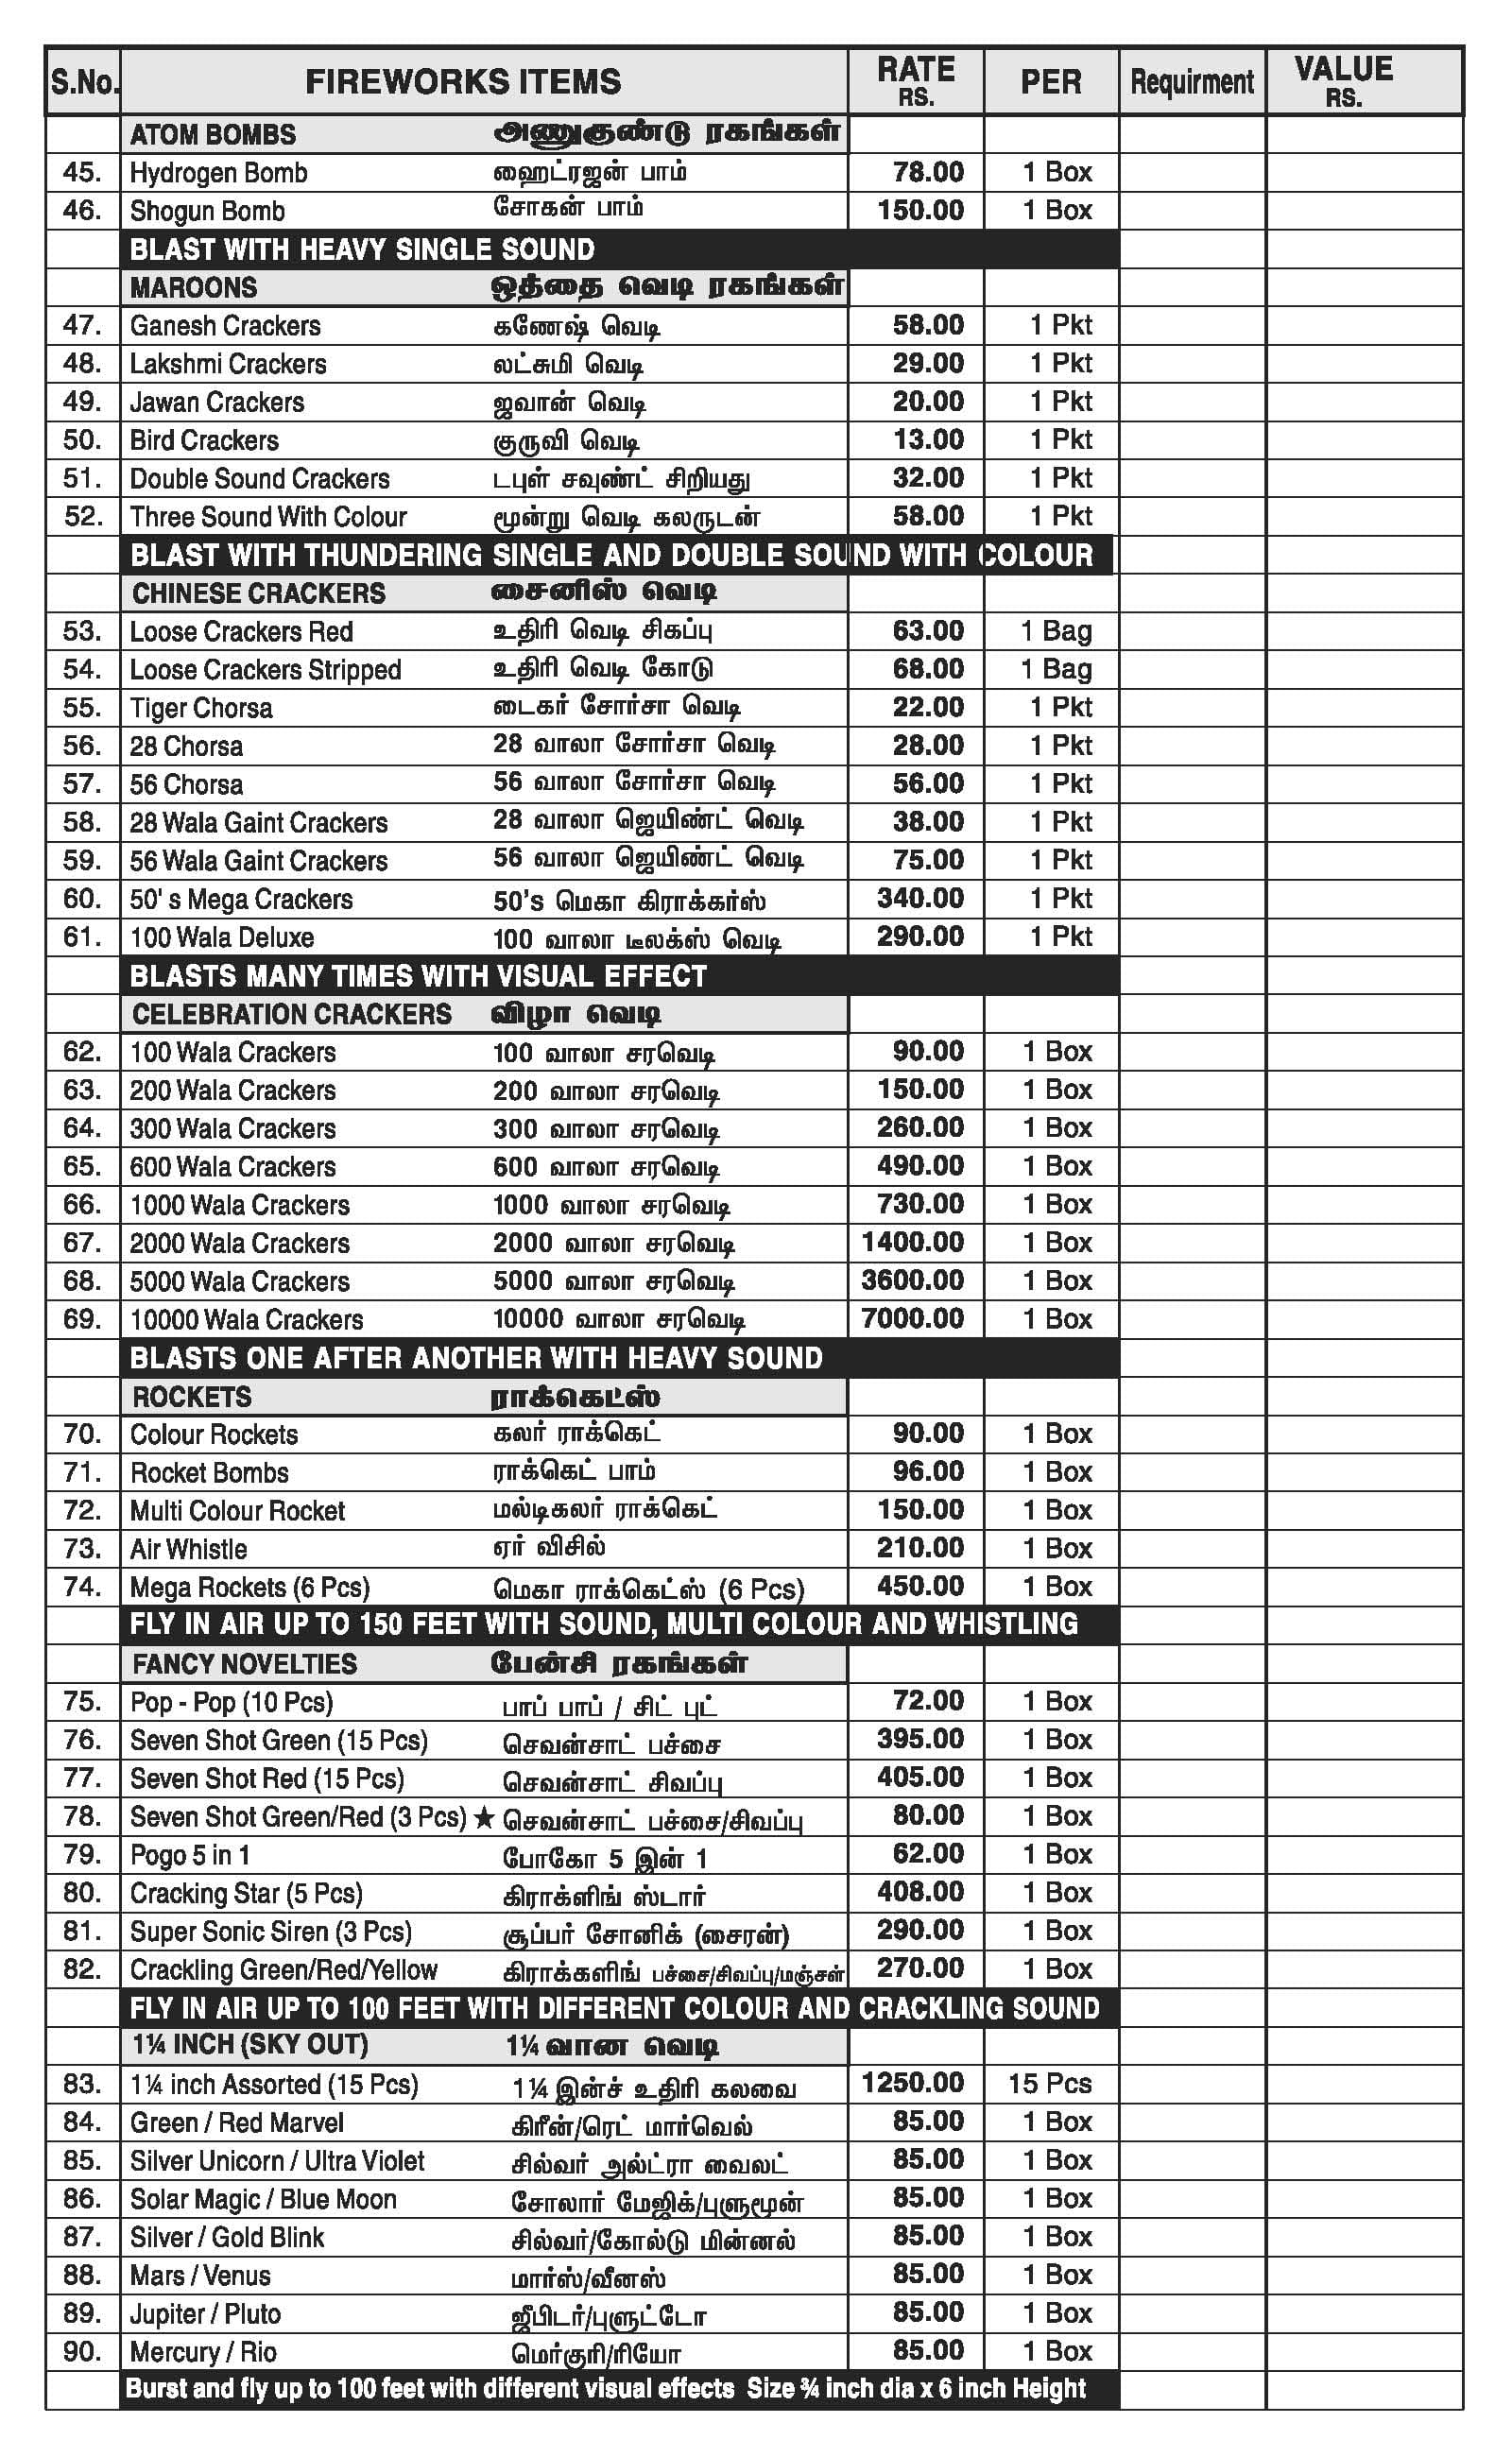 S.No. FIREWORKS ITEMS RATE RS. PER Requirment VALUE RS.
ATOM BOMBS அணுகுண்டு ரகங்கள்
45. Hydrogen Bomb ஹைட்ரஜன் பாம் 78.00 1 Box
46. Shogun Bomb சோகன் பாம் 150.00 1 Box
BLAST WITH HEAVY SINGLE SOUND
MAROONS ஒத்தை வெடி ரகங்கள்
47. Ganesh Crackers கணேஷ் வெடி 58.00 1 Pkt
48. Lakshmi Crackers லட்சுமி வெடி 29.00 1 Pkt
49. Jawan Crackers ஜவான் வெடி 20.00 1 Pkt
50. Bird Crackers குருவி வெடி 13.00 1 Pkt
51. Double Sound Crackers டபுள் சவுண்ட் சிறியது 32.00 1 Pkt
52. Three Sound With Colour மூன்று வெடி கலருடன் 58.00 1 Pkt
BLAST WITH THUNDERING SINGLE AND DOUBLE SOUND WITH COLOUR
CHINESE CRACKERS சைனிஸ் வெடி
53. Loose Crackers Red உதிரி வெடி சிகப்பு 63.00 1 Bag
54. Loose Crackers Stripped உதிரி வெடி கோடு 68.00 1 Bag
55. Tiger Chorsa டைகர் சோர்சா வெடி 22.00 1 Pkt
56. 28 Chorsa 28 வாலா சோர்சா வெடி 28.00 1 Pkt
57. 56 Chorsa 56 வாலா சோர்சா வெடி 56.00 1 Pkt
58. 28 Wala Gaint Crackers 28 வாலா ஜெயிண்ட் வெடி 38.00 1 Pkt
59. 56 Wala Gaint Crackers 56 வாலா ஜெயிண்ட் வெடி 75.00 1 Pkt
60. 50' s Mega Crackers 50's மெகா கிராக்கர்ஸ் 340.00 1 Pkt
61. 100 Wala Deluxe 100 வாலா டீலக்ஸ் வெடி 290.00 1 Pkt
BLASTS MANY TIMES WITH VISUAL EFFECT
CELEBRATION CRACKERS விழா வெடி
62. 100 Wala Crackers 100 வாலா சரவெடி 90.00 1 Box
63. 200 Wala Crackers 200 வாலா சரவெடி 150.00 1 Box
64. 300 Wala Crackers 300 வாலா சரவெடி 260.00 1 Box
65. 600 Wala Crackers 600 வாலா சரவெடி 490.00 1 Box
66. 1000 Wala Crackers 1000 வாலா சரவெடி 730.00 1 Box
67. 2000 Wala Crackers 2000 வாலா சரவெடி 1400.00 1 Box
68. 5000 Wala Crackers 5000 வாலா சரவெடி 3600.00 1 Box
69. 10000 Wala Crackers 10000 வாலா சரவெடி 7000.00 1 Box
BLASTS ONE AFTER ANOTHER WITH HEAVY SOUND
ROCKETS ராக்கெட்ஸ்
70. Colour Rockets கலர் ராக்கெட் 90.00 1 Box
71. Rocket Bombs ராக்கெட் பாம் 96.00 1 Box
72. Multi Colour Rocket மல்டிகலர் ராக்கெட் 150.00 1 Box
73. Air Whistle ஏர் விசில் 210.00 1 Box
74. Mega Rockets (6 Pcs) மெகா ராக்கெட்ஸ் (6 Pcs) 450.00 1 Box
FLY IN AIR UP TO 150 FEET WITH SOUND, MULTI COLOUR AND WHISTLING
FANCY NOVELTIES பேன்சி ரகங்கள்
75. Pop - Pop (10 Pcs) பாப் பாப் / சிட் புட் 72.00 1 Box
76. Seven Shot Green (15 Pcs) செவன்சாட் பச்சை 395.00 1 Box
77. Seven Shot Red (15 Pcs) செவன்சாட் சிவப்பு 405.00 1 Box
78. Seven Shot Green/Red (3 Pcs) ★ செவன்சாட் பச்சை/சிவப்பு 80.00 1 Box
79. Pogo 5 in 1 போகோ 5 இன் 1 62.00 1 Box
80. Cracking Star (5 Pcs) கிராக்ளிங் ஸ்டார் 408.00 1 Box
81. Super Sonic Siren (3 Pcs) சூப்பர் சோனிக் (சைரன்) 290.00 1 Box
82. Crackling Green/Red/Yellow கிராக்களிங் பச்சை/சிவப்பு/மஞ்சள் 270.00 1 Box
FLY IN AIR UP TO 100 FEET WITH DIFFERENT COLOUR AND CRACKLING SOUND
1¼ INCH (SKY OUT) 1¼ வான வெடி
83. 1¼ inch Assorted (15 Pcs) 1¼ இன்ச் உதிரி கலவை 1250.00 15 Pcs
84. Green / Red Marvel கிரீன்/ரெட் மார்வெல் 85.00 1 Box
85. Silver Unicorn / Ultra Violet சில்வர் அல்ட்ரா வைலட் 85.00 1 Box
86. Solar Magic / Blue Moon சோலார் மேஜிக்/புளுமூன் 85.00 1 Box
87. Silver / Gold Blink சில்வர்/கோல்டு மின்னல் 85.00 1 Box
88. Mars / Venus மார்ஸ்/வீனஸ் 85.00 1 Box
89. Jupiter / Pluto ஜீபிடர்/புளுட்டோ 85.00 1 Box
90. Mercury / Rio மெர்குரி/ரியோ 85.00 1 Box
Burst and fly up to 100 feet with different visual effects Size ¾ inch dia x 6 inch Height